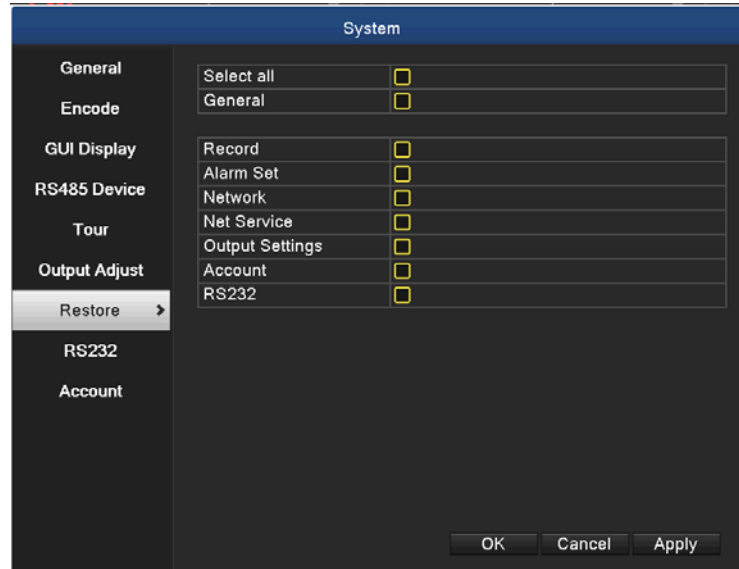 System
General
Encode
GUI Display
RS485 Device
Tour
Output Adjust
Restore
RS232
Account
Select all
General
Record
Alarm Set
Network
Net Service
Output Settings
Account
RS232
OK Cancel Apply